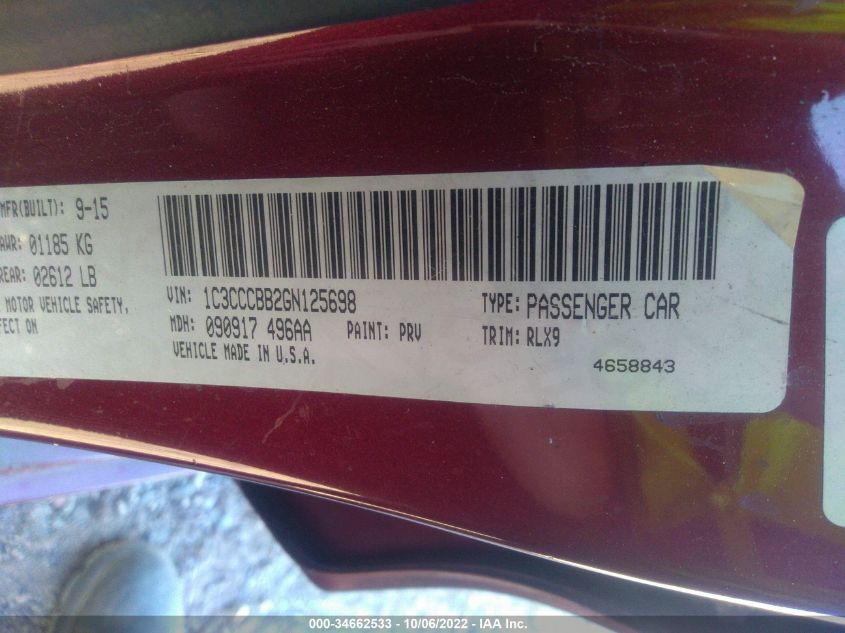 MFR(BUILT): 9-15
AWR: 01185 KG
REAR: 02612 LB
MOTOR VEHICLE SAFETY,
FECT ON
VIN: 1C3CCCBB2GN125698
TYPE: PASSENGER CAR
MDH: 090917 496AA
PAINT: PRV
TRIM: RLX9
VEHICLE MADE IN U.S.A.
4658843
000-34662533 - 10/06/2022 - IAA Inc.